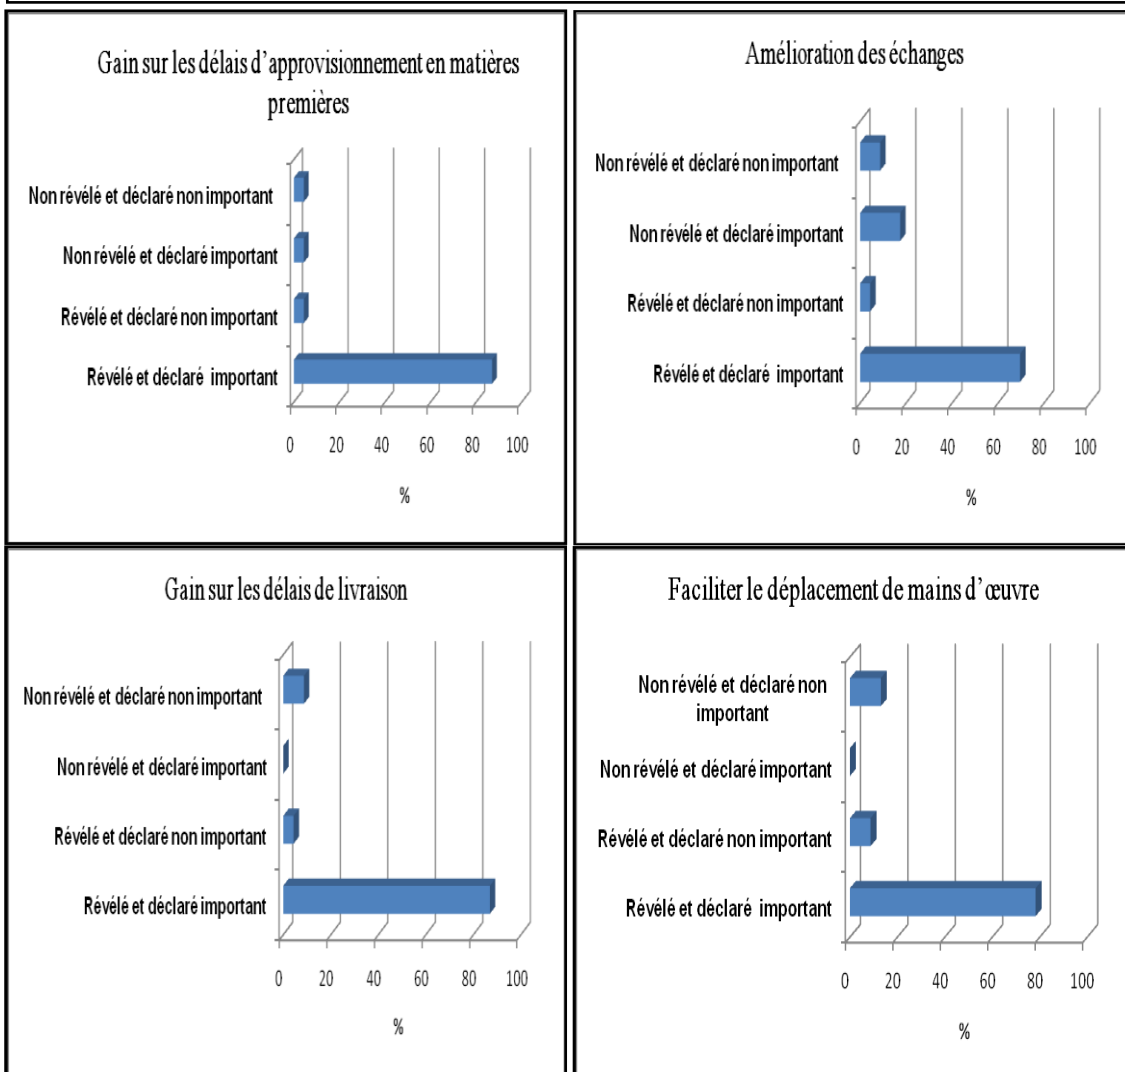 Gain sur les délais d’approvisionnement en matières
premières
Non révélé et déclaré non important
Non révélé et déclaré important
Révélé et déclaré non important
Révélé et déclaré important
0 20 40 60 80 100
%
Amélioration des échanges
Non révélé et déclaré non important
Non révélé et déclaré important
Révélé et déclaré non important
Révélé et déclaré important
0 20 40 60 80 100
%
Gain sur les délais de livraison
Non révélé et déclaré non important
Non révélé et déclaré important
Révélé et déclaré non important
Révélé et déclaré important
0 20 40 60 80 100
%
Faciliter le déplacement de mains d’œuvre
Non révélé et déclaré non
important
Non révélé et déclaré important
Révélé et déclaré non important
Révélé et déclaré important
0 20 40 60 80 100
%